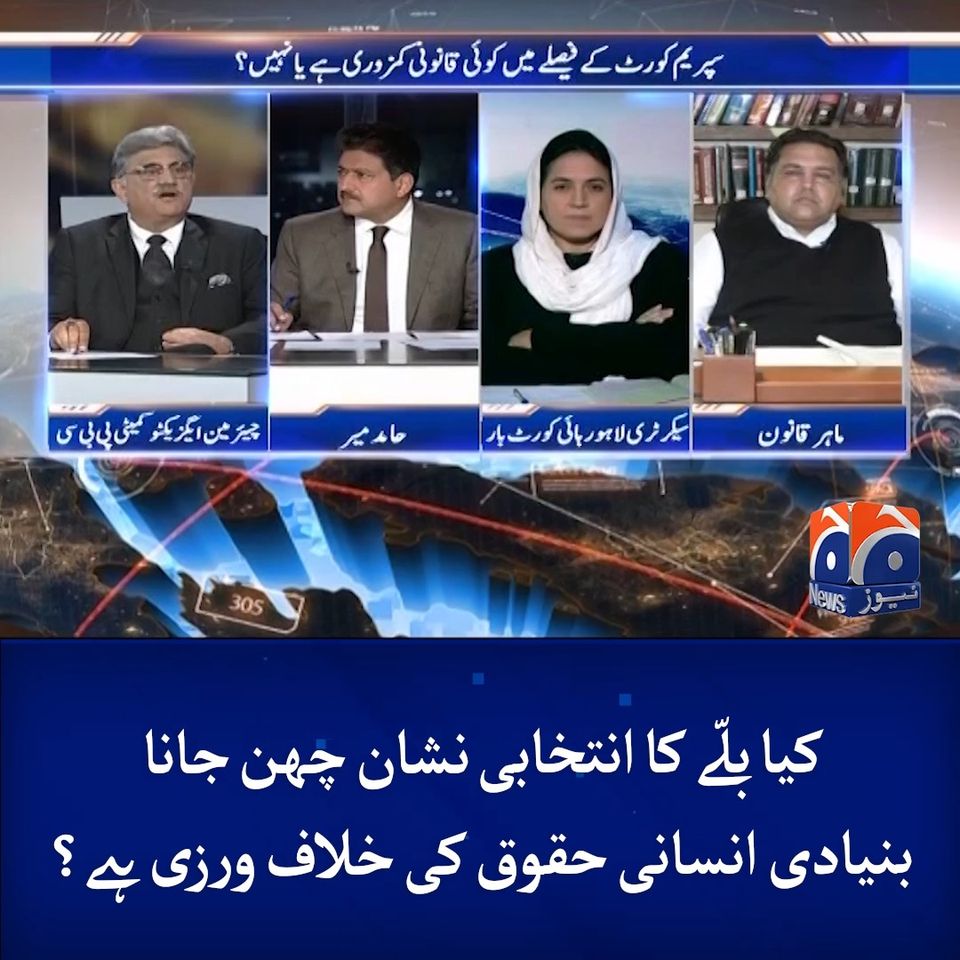 سپریم کورٹ کے فیصلے میں کوئی قانونی کمزوری ہے یا نہیں؟
چیئرمین ایگزیکٹو کمیٹی پی بی سی
حامد میر
سیکرٹری لاہور ہائی کورٹ بار
ماہر قانون
305
News نیوز
کیا بلّے کا انتخابی نشان چھن جانا
بنیادی انسانی حقوق کی خلاف ورزی ہے ؟